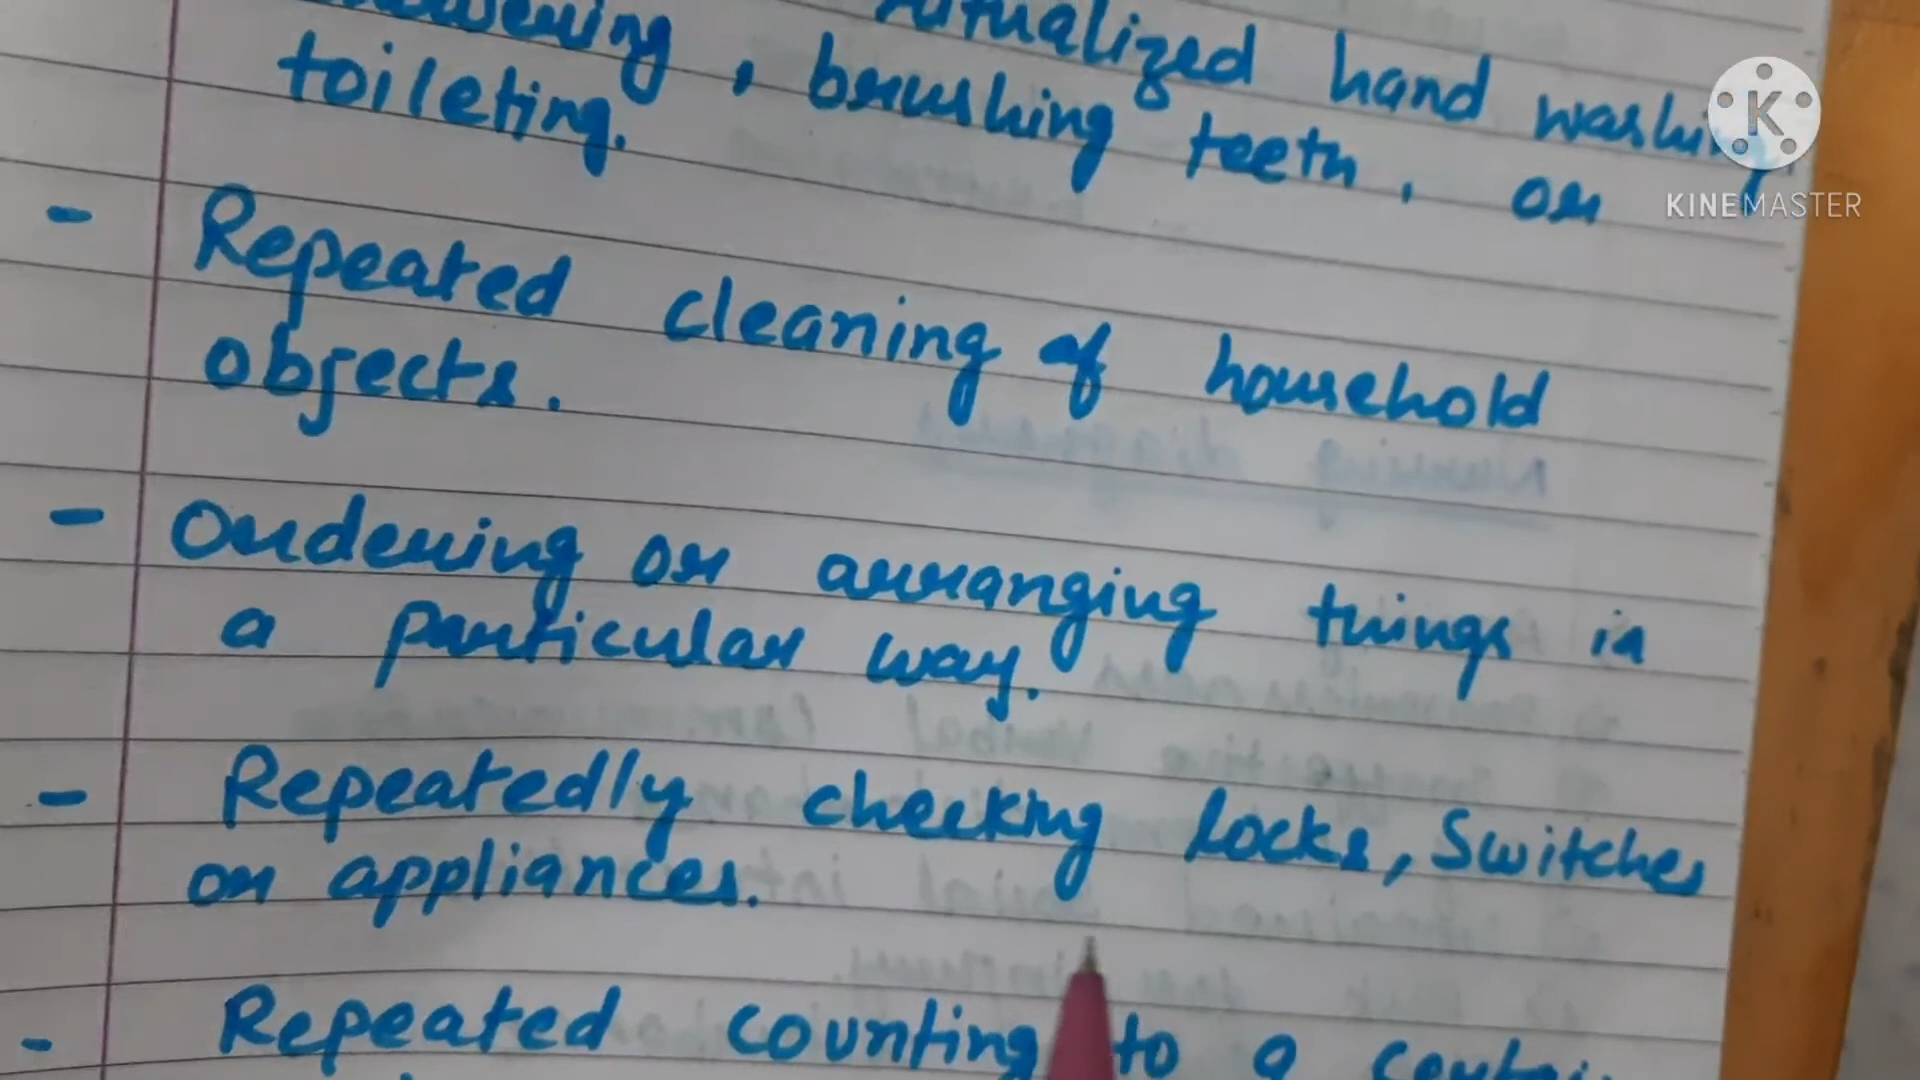 ritualized hand washing
showering, brushing teeth, or
toileting.
- Repeated cleaning of household
objects.
- Ordering or arranging things in
a particular way.
- Repeatedly checking locks, switches
or appliances.
- Repeated counting to a
K
KINEMASTER